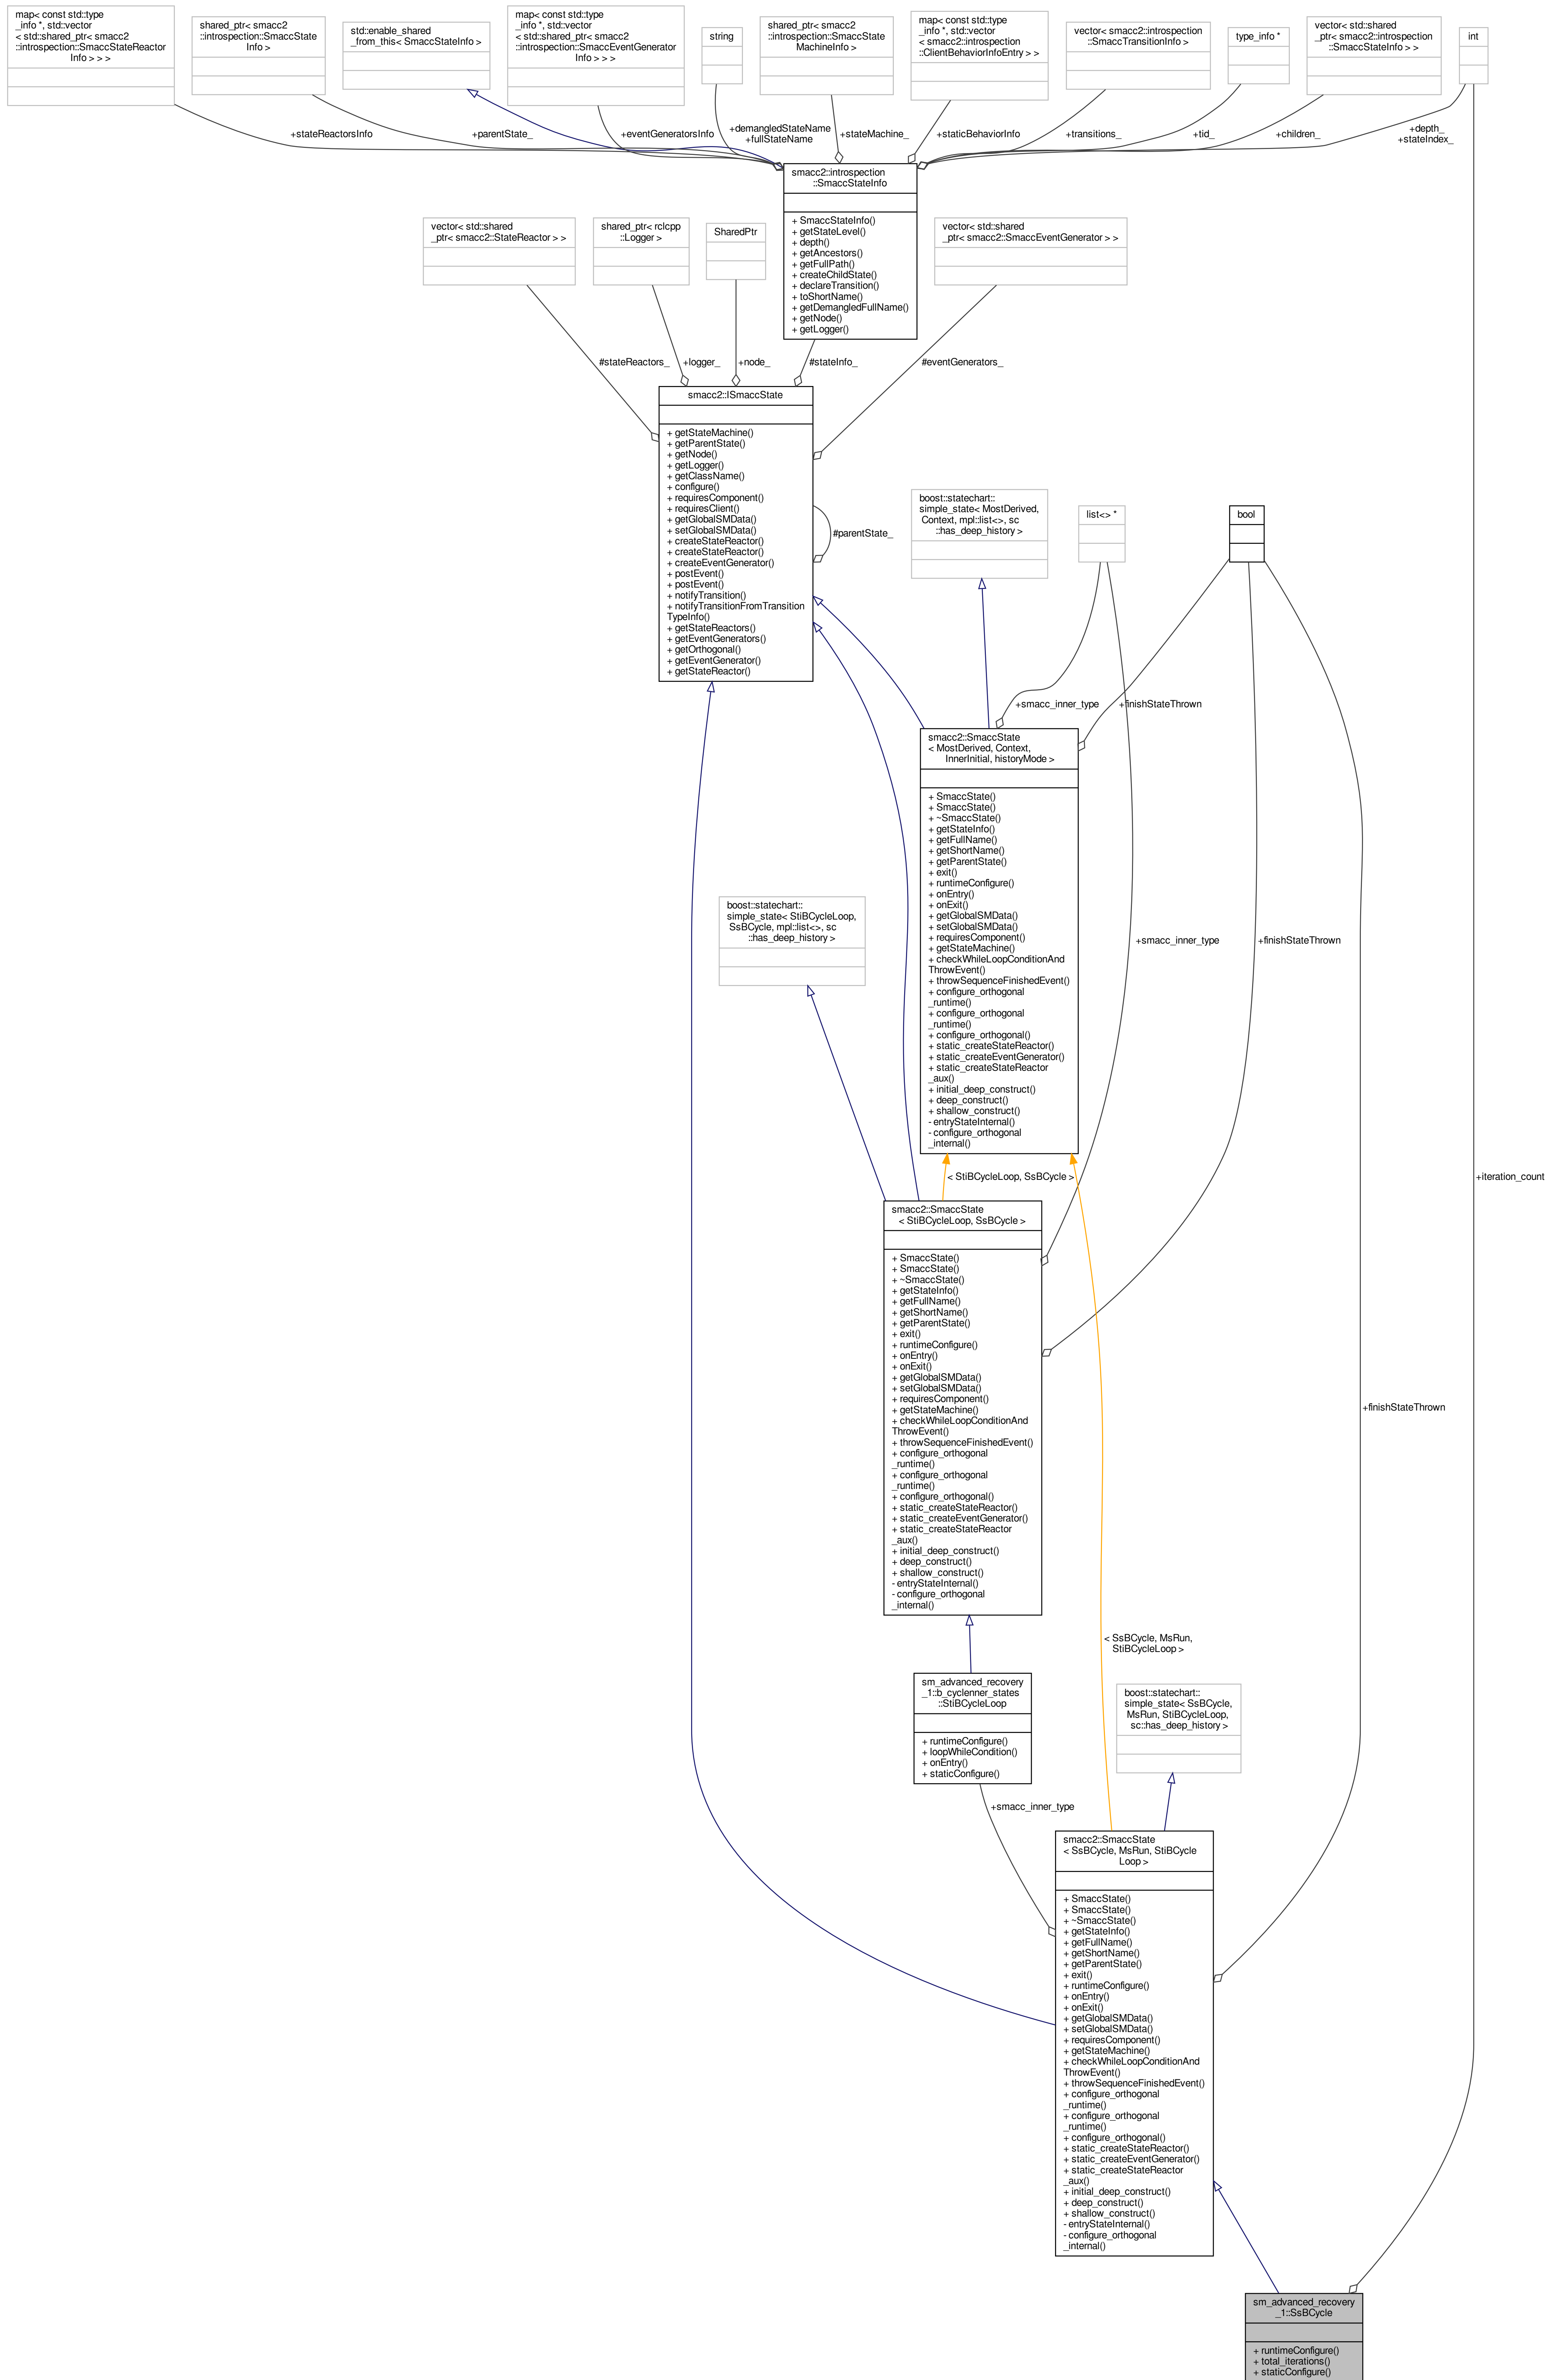 map< const std::type
_info *, std::vector
< std::shared_ptr< smacc2
::introspection::SmaccStateReactor
Info > > >
shared_ptr< smacc2
::introspection::SmaccState
Info >
std::enable_shared
_from_this< SmaccStateInfo >
map< const std::type
_info *, std::vector
< std::shared_ptr< smacc2
::introspection::SmaccEventGenerator
Info > > >
string
shared_ptr< smacc2
::introspection::SmaccState
MachineInfo >
map< const std::type
_info *, std::vector
< smacc2::introspection
::ClientBehaviorInfoEntry > >
vector< smacc2::introspection
::SmaccTransitionInfo >
type_info *
vector< std::shared
_ptr< smacc2::introspection
::SmaccStateInfo > >
int
+stateReactorsInfo
+parentState_
+eventGeneratorsInfo
+demangledStateName
+fullStateName
+stateMachine_
+staticBehaviorInfo
+transitions_
+tid_
+children_
+depth_
+stateIndex_
smacc2::introspection
::SmaccStateInfo
+ SmaccStateInfo()
+ getStateLevel()
+ depth()
+ getAncestors()
+ getFullPath()
+ createChildState()
+ declareTransition()
+ toShortName()
+ getDemangledFullName()
+ getNode()
+ getLogger()
vector< std::shared
_ptr< smacc2::StateReactor > >
shared_ptr< rclcpp
::Logger >
SharedPtr
vector< std::shared
_ptr< smacc2::SmaccEventGenerator > >
#stateReactors_
+logger_
+node_
#stateInfo_
#eventGenerators_
smacc2::ISmaccState
+ getStateMachine()
+ getParentState()
+ getNode()
+ getLogger()
+ getClassName()
+ configure()
+ requiresComponent()
+ requiresClient()
+ getGlobalSMData()
+ setGlobalSMData()
+ createStateReactor()
+ createStateReactor()
+ createEventGenerator()
+ postEvent()
+ postEvent()
+ notifyTransition()
+ notifyTransitionFromTransition
TypeInfo()
+ getStateReactors()
+ getEventGenerators()
+ getOrthogonal()
+ getEventGenerator()
+ getStateReactor()
#parentState_
boost::statechart::
simple_state< MostDerived,
Context, mpl::list<>, sc
::has_deep_history >
list<> *
bool
+smacc_inner_type
+finishStateThrown
smacc2::SmaccState
< MostDerived, Context,
InnerInitial, historyMode >
+ SmaccState()
+ SmaccState()
+ ~SmaccState()
+ getStateInfo()
+ getFullName()
+ getShortName()
+ getParentState()
+ exit()
+ runtimeConfigure()
+ onEntry()
+ onExit()
+ getGlobalSMData()
+ setGlobalSMData()
+ requiresComponent()
+ getStateMachine()
+ checkWhileLoopConditionAnd
ThrowEvent()
+ throwSequenceFinishedEvent()
+ configure_orthogonal
_runtime()
+ configure_orthogonal
_runtime()
+ configure_orthogonal()
+ static_createStateReactor()
+ static_createEventGenerator()
+ static_createStateReactor
_aux()
+ initial_deep_construct()
+ deep_construct()
+ shallow_construct()
- entryStateInternal()
- configure_orthogonal
_internal()
boost::statechart::
simple_state< StiBCycleLoop,
SsBCycle, mpl::list<>, sc
::has_deep_history >
+smacc_inner_type
+finishStateThrown
< StiBCycleLoop, SsBCycle >
+iteration_count
smacc2::SmaccState
< StiBCycleLoop, SsBCycle >
+ SmaccState()
+ SmaccState()
+ ~SmaccState()
+ getStateInfo()
+ getFullName()
+ getShortName()
+ getParentState()
+ exit()
+ runtimeConfigure()
+ onEntry()
+ onExit()
+ getGlobalSMData()
+ setGlobalSMData()
+ requiresComponent()
+ getStateMachine()
+ checkWhileLoopConditionAnd
ThrowEvent()
+ throwSequenceFinishedEvent()
+ configure_orthogonal
_runtime()
+ configure_orthogonal
_runtime()
+ configure_orthogonal()
+ static_createStateReactor()
+ static_createEventGenerator()
+ static_createStateReactor
_aux()
+ initial_deep_construct()
+ deep_construct()
+ shallow_construct()
- entryStateInternal()
- configure_orthogonal
_internal()
+finishStateThrown
< SsBCycle, MsRun,
StiBCycleLoop >
sm_advanced_recovery
_1::b_cyclenner_states
::StiBCycleLoop
+ runtimeConfigure()
+ loopWhileCondition()
+ onEntry()
+ staticConfigure()
boost::statechart::
simple_state< SsBCycle,
MsRun, StiBCycleLoop,
sc::has_deep_history >
+smacc_inner_type
smacc2::SmaccState
< SsBCycle, MsRun, StiBCycle
Loop >
+ SmaccState()
+ SmaccState()
+ ~SmaccState()
+ getStateInfo()
+ getFullName()
+ getShortName()
+ getParentState()
+ exit()
+ runtimeConfigure()
+ onEntry()
+ onExit()
+ getGlobalSMData()
+ setGlobalSMData()
+ requiresComponent()
+ getStateMachine()
+ checkWhileLoopConditionAnd
ThrowEvent()
+ throwSequenceFinishedEvent()
+ configure_orthogonal
_runtime()
+ configure_orthogonal
_runtime()
+ configure_orthogonal()
+ static_createStateReactor()
+ static_createEventGenerator()
+ static_createStateReactor
_aux()
+ initial_deep_construct()
+ deep_construct()
+ shallow_construct()
- entryStateInternal()
- configure_orthogonal
_internal()
sm_advanced_recovery
_1::SsBCycle
+ runtimeConfigure()
+ total_iterations()
+ staticConfigure()